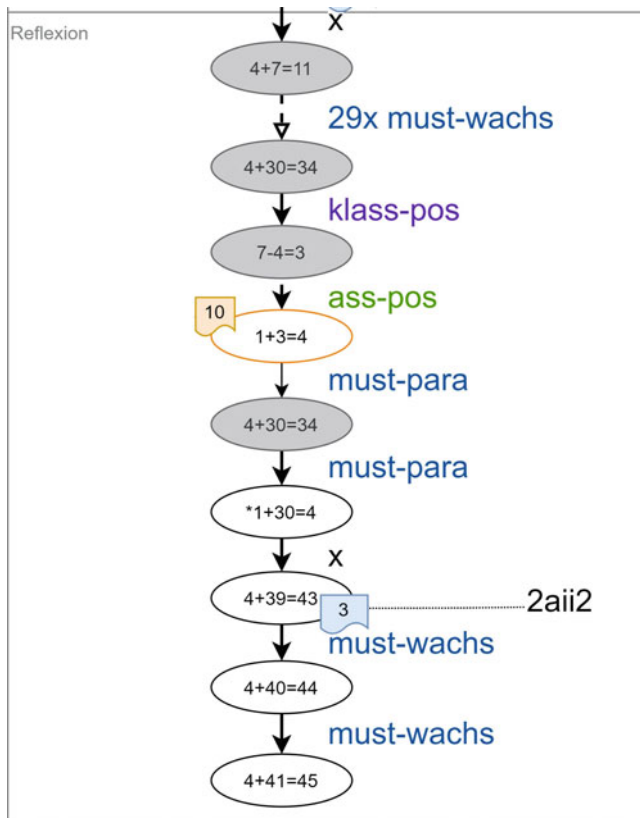 x
Reflexion
4+7=11
29x must-wachs
4+30=34
klass-pos
7-4=3
ass-pos
10
1+3=4
must-para
4+30=34
must-para
*1+30=4
x
4+39=43
3
2aii2
must-wachs
4+40=44
must-wachs
4+41=45